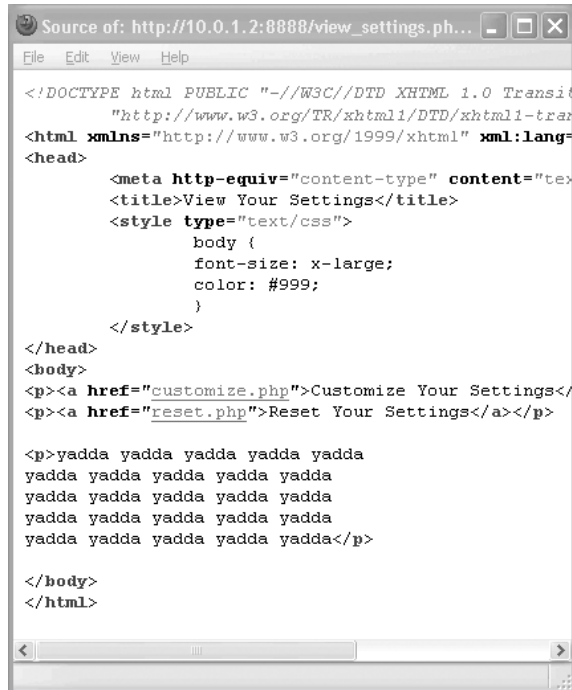 Source of: http://10.0.1.2:8888/view_settings.ph...
File Edit View Help
<!DOCTYPE html PUBLIC "-//W3C//DTD XHTML 1.0 Transit
"http://www.w3.org/TR/xhtml1/DTD/xhtml1-tran
<html xmlns="http://www.w3.org/1999/xhtml" xml:lang=
<head>
<meta http-equiv="content-type" content="tex
<title>View Your Settings</title>
<style type="text/css">
body {
font-size: x-large;
color: #999;
}
</style>
</head>
<body>
<p><a href="customize.php">Customize Your Settings</
<p><a href="reset.php">Reset Your Settings</a></p>
<p>yadda yadda yadda yadda yadda
yadda yadda yadda yadda yadda
yadda yadda yadda yadda yadda
yadda yadda yadda yadda yadda
yadda yadda yadda yadda yadda</p>
</body>
</html>